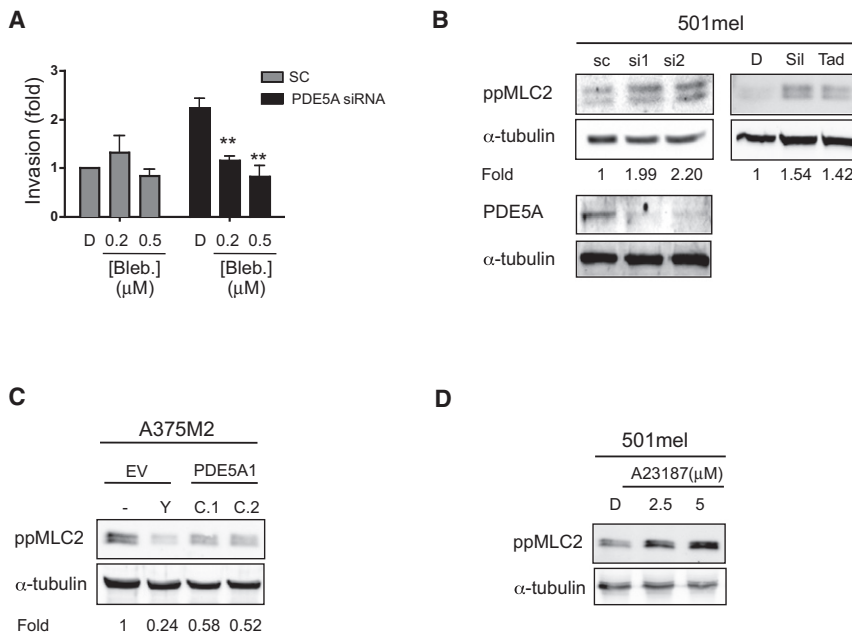 A
Invasion (fold)
3
2
1
0
SC
PDE5A siRNA
**
**
D 0.2 0.5 D 0.2 0.5
[Bleb.] [Bleb.]
(μM) (μM)
B
501mel
sc si1 si2 D Sil Tad
ppMLC2
α-tubulin
Fold 1 1.99 2.20 1 1.54 1.42
PDE5A
α-tubulin
C
A375M2
EV PDE5A1
- Y C.1 C.2
ppMLC2
α-tubulin
Fold 1 0.24 0.58 0.52
D
501mel
A23187(μM)
D 2.5 5
ppMLC2
α-tubulin